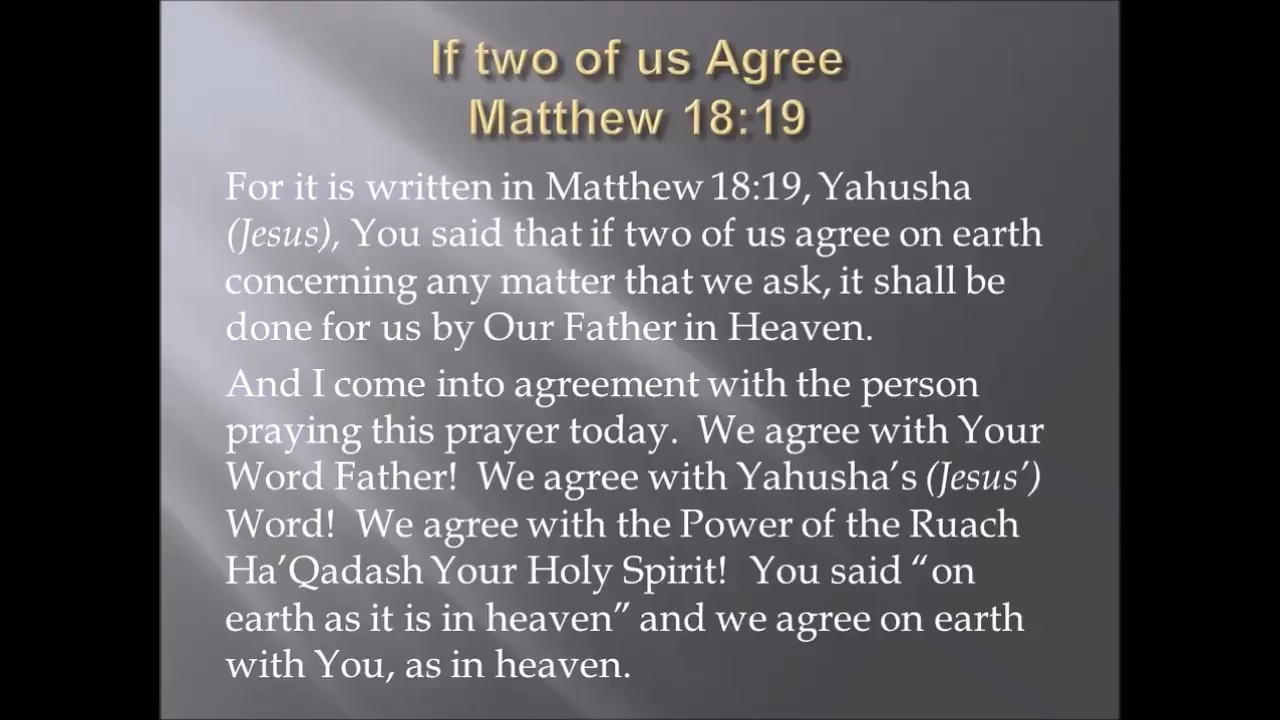 If two of us Agree
Matthew 18:19
For it is written in Matthew 18:19, Yahusha
(Jesus), You said that if two of us agree on earth
concerning any matter that we ask, it shall be
done for us by Our Father in Heaven.
And I come into agreement with the person
praying this prayer today.  We agree with Your
Word Father!  We agree with Yahusha’s (Jesus’)
Word!  We agree with the Power of the Ruach
Ha’Qadash Your Holy Spirit!  You said “on
earth as it is in heaven” and we agree on earth
with You, as in heaven.